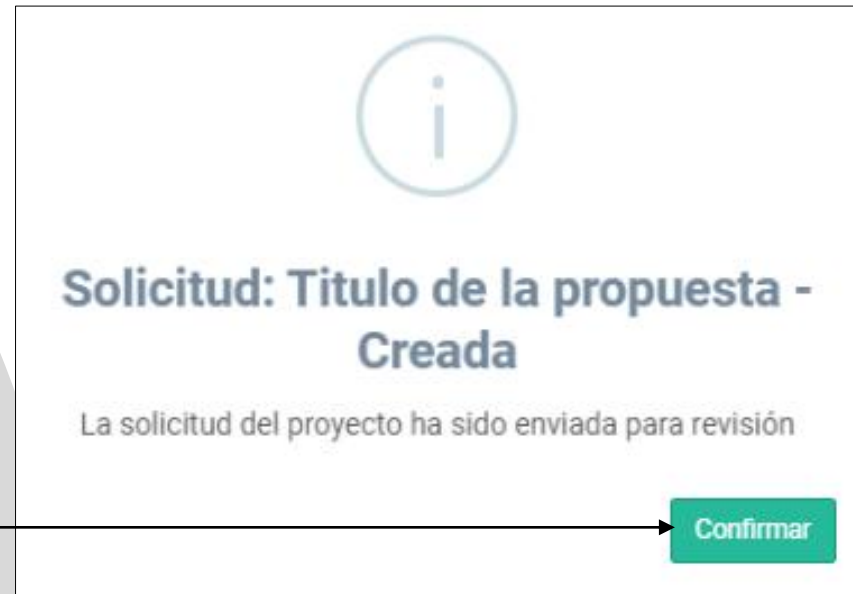 i
Solicitud: Titulo de la propuesta -
Creada
La solicitud del proyecto ha sido enviada para revisión
Confirmar